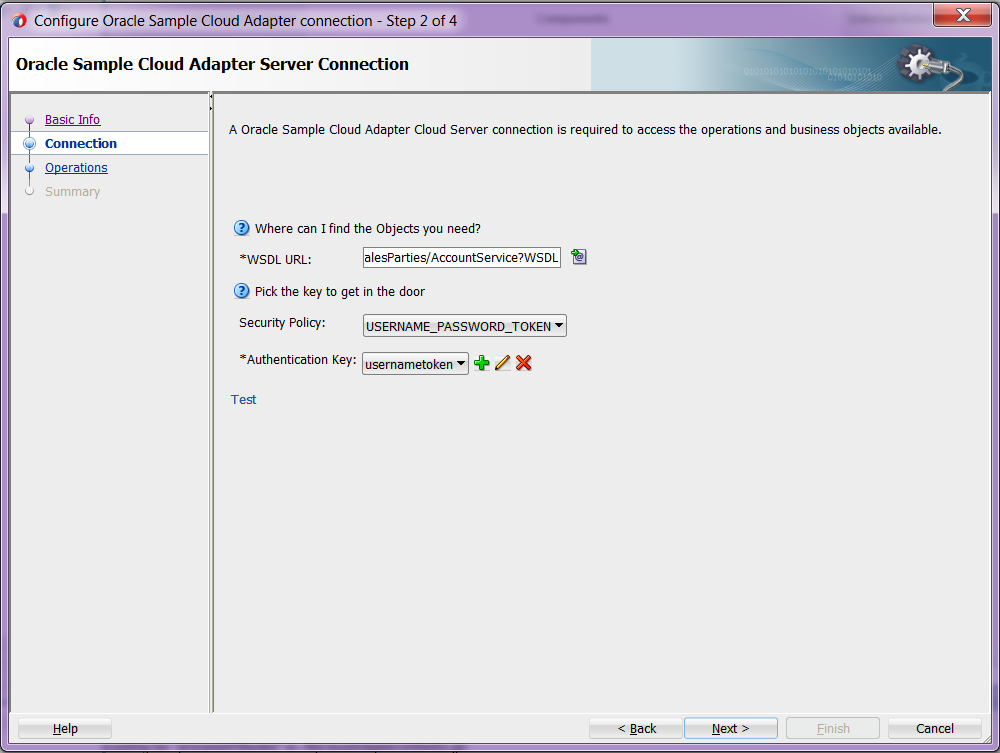 Configure Oracle Sample Cloud Adapter connection - Step 2 of 4
Oracle Sample Cloud Adapter Server Connection
Basic Info
Connection
Operations
Summary
A Oracle Sample Cloud Adapter Cloud Server connection is required to access the operations and business objects available.
Where can I find the Objects you need?
*WSDL URL: alesParties/AccountService?WSDL
Pick the key to get in the door
Security Policy: USERNAME_PASSWORD_TOKEN
*Authentication Key: usernametoken
Test
Help < Back Next > Finish Cancel